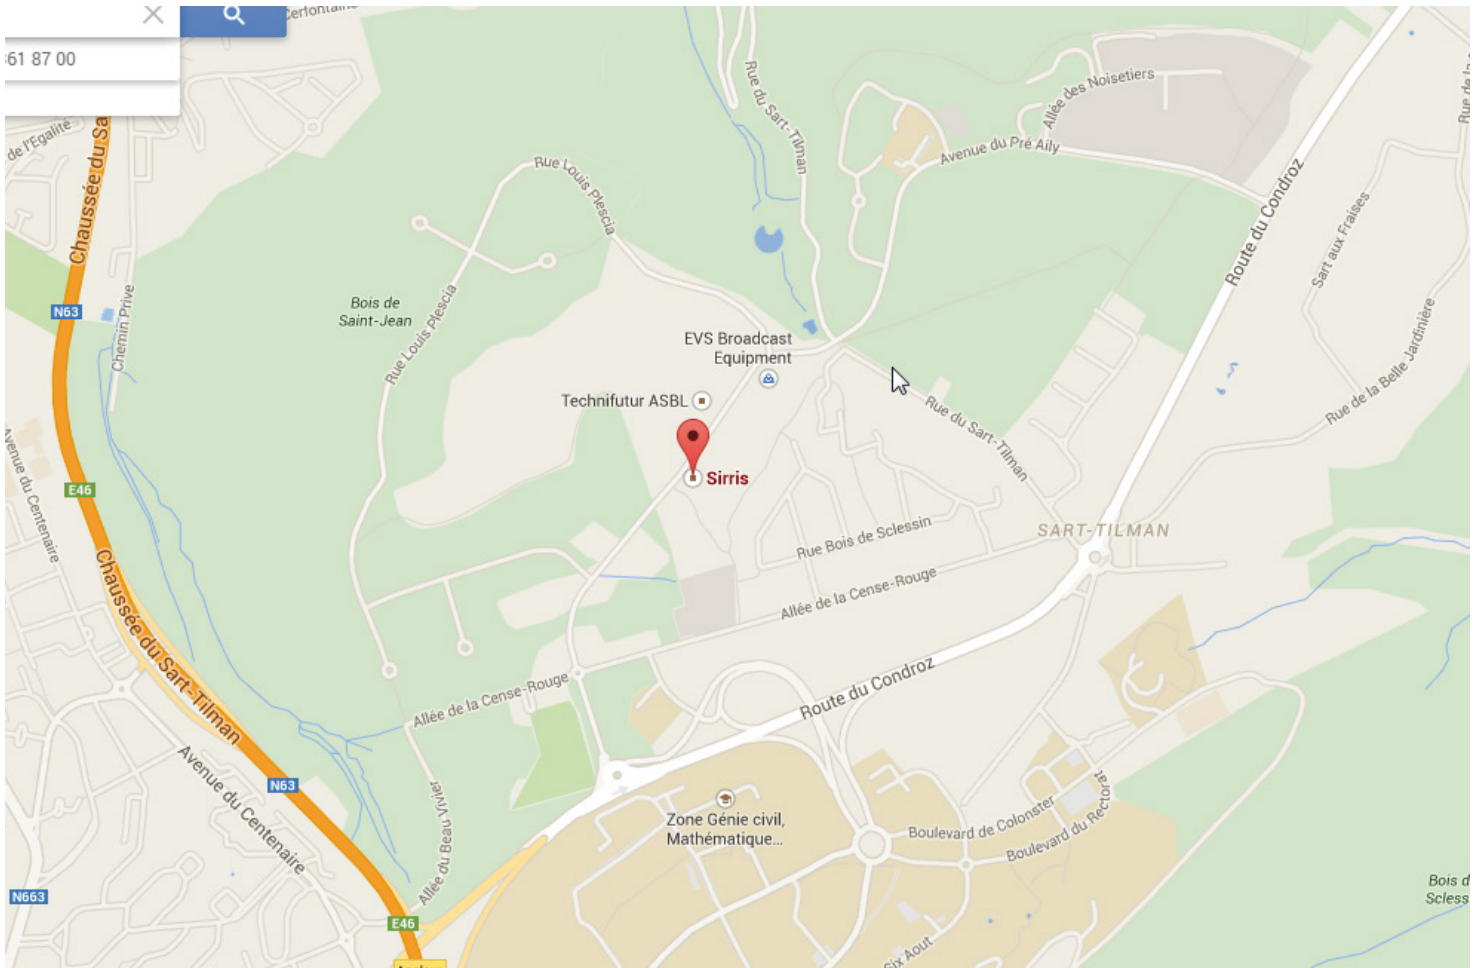 Cerfontaine
361 87 00
de l'Egalité
Chaussée du Sa
Rue du Sart-Tilman
Allée des Noisetiers
Avenue du Pré Aily
Rue Louis Plescia
Route du Condroz
Sart aux Fraises
Rue de la
Bois de
Saint-Jean
Rue Louis Plescia
N63
Chemin Privé
EVS Broadcast
Equipment
Technifutur ASBL
Rue du Sart-Tilman
Rue de la Belle Jardinière
Sirris
Avenue du Centenaire
E46
SART-TILMAN
Rue Bois de Sclessin
Allée de la Cense-Rouge
Chaussée du Sart-Tilman
Allée de la Cense-Rouge
Route du Condroz
Avenue du Centenaire
N63
Allée du Beau Vivier
Zone Génie civil,
Mathématique...
Boulevard de Colonster
Boulevard du Rectorat
N663
Bois d
Scless
E46
Six Aout